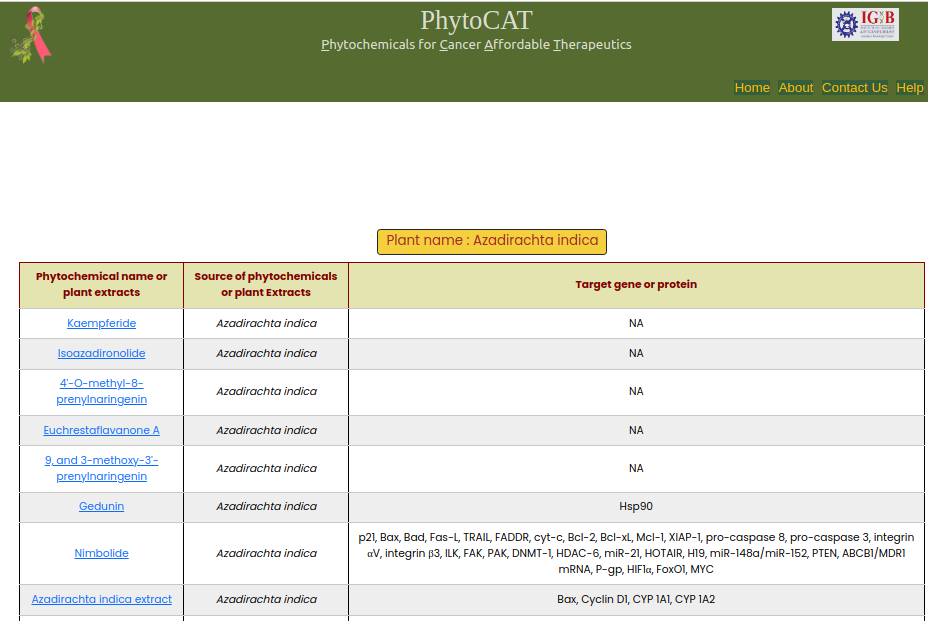 PhytoCAT
Phytochemicals for Cancer Affordable Therapeutics
IGIB
Home About Contact Us Help
Plant name : Azadirachta indica
Phytochemical name or plant extracts Source of phytochemicals or plant Extracts Target gene or protein
Kaempferide Azadirachta indica NA
Isoazadironolide Azadirachta indica NA
4'-O-methyl-8-prenylnaringenin Azadirachta indica NA
Euchrestaflavanone A Azadirachta indica NA
9, and 3-methoxy-3'-prenylnaringenin Azadirachta indica NA
Gedunin Azadirachta indica Hsp90
Nimbolide Azadirachta indica p21, Bax, Bad, Fas-L, TRAIL, FADDR, cyt-c, Bcl-2, Bcl-xL, Mcl-1, XIAP-1, pro-caspase 8, pro-caspase 3, integrin
αV, integrin β3, ILK, FAK, PAK, DNMT-1, HDAC-6, miR-21, HOTAIR, H19, miR-148a/miR-152, PTEN, ABCB1/MDR1
mRNA, P-gp, HIF1α, FoxO1, MYC
Azadirachta indica extract Azadirachta indica Bax, Cyclin D1, CYP 1A1, CYP 1A2